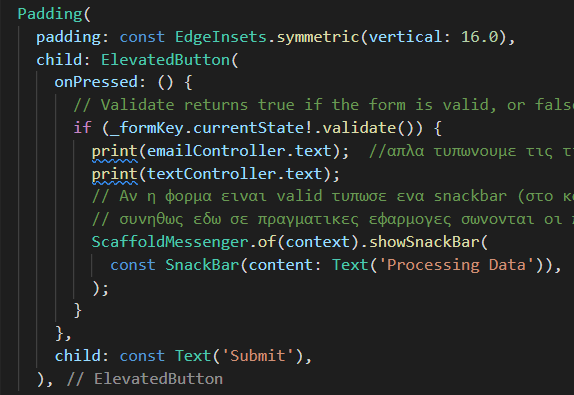 Padding(
  padding: const EdgeInsets.symmetric(vertical: 16.0),
  child: ElevatedButton(
    onPressed: () {
      // Validate returns true if the form is valid, or false
      if (_formKey.currentState!.validate()) {
        print(emailController.text);  //απλα τυπωνουμε τις
        print(textController.text);
        // Αν η φορμα ειναι valid τυπωσε ενα snackbar (στο
        // συνηθως εδω σε πραγματικες εφαρμογες σωνονται οι
        ScaffoldMessenger.of(context).showSnackBar(
          const SnackBar(content: Text('Processing Data')),
        );
      }
    },
    child: const Text('Submit'),
  ), // ElevatedButton